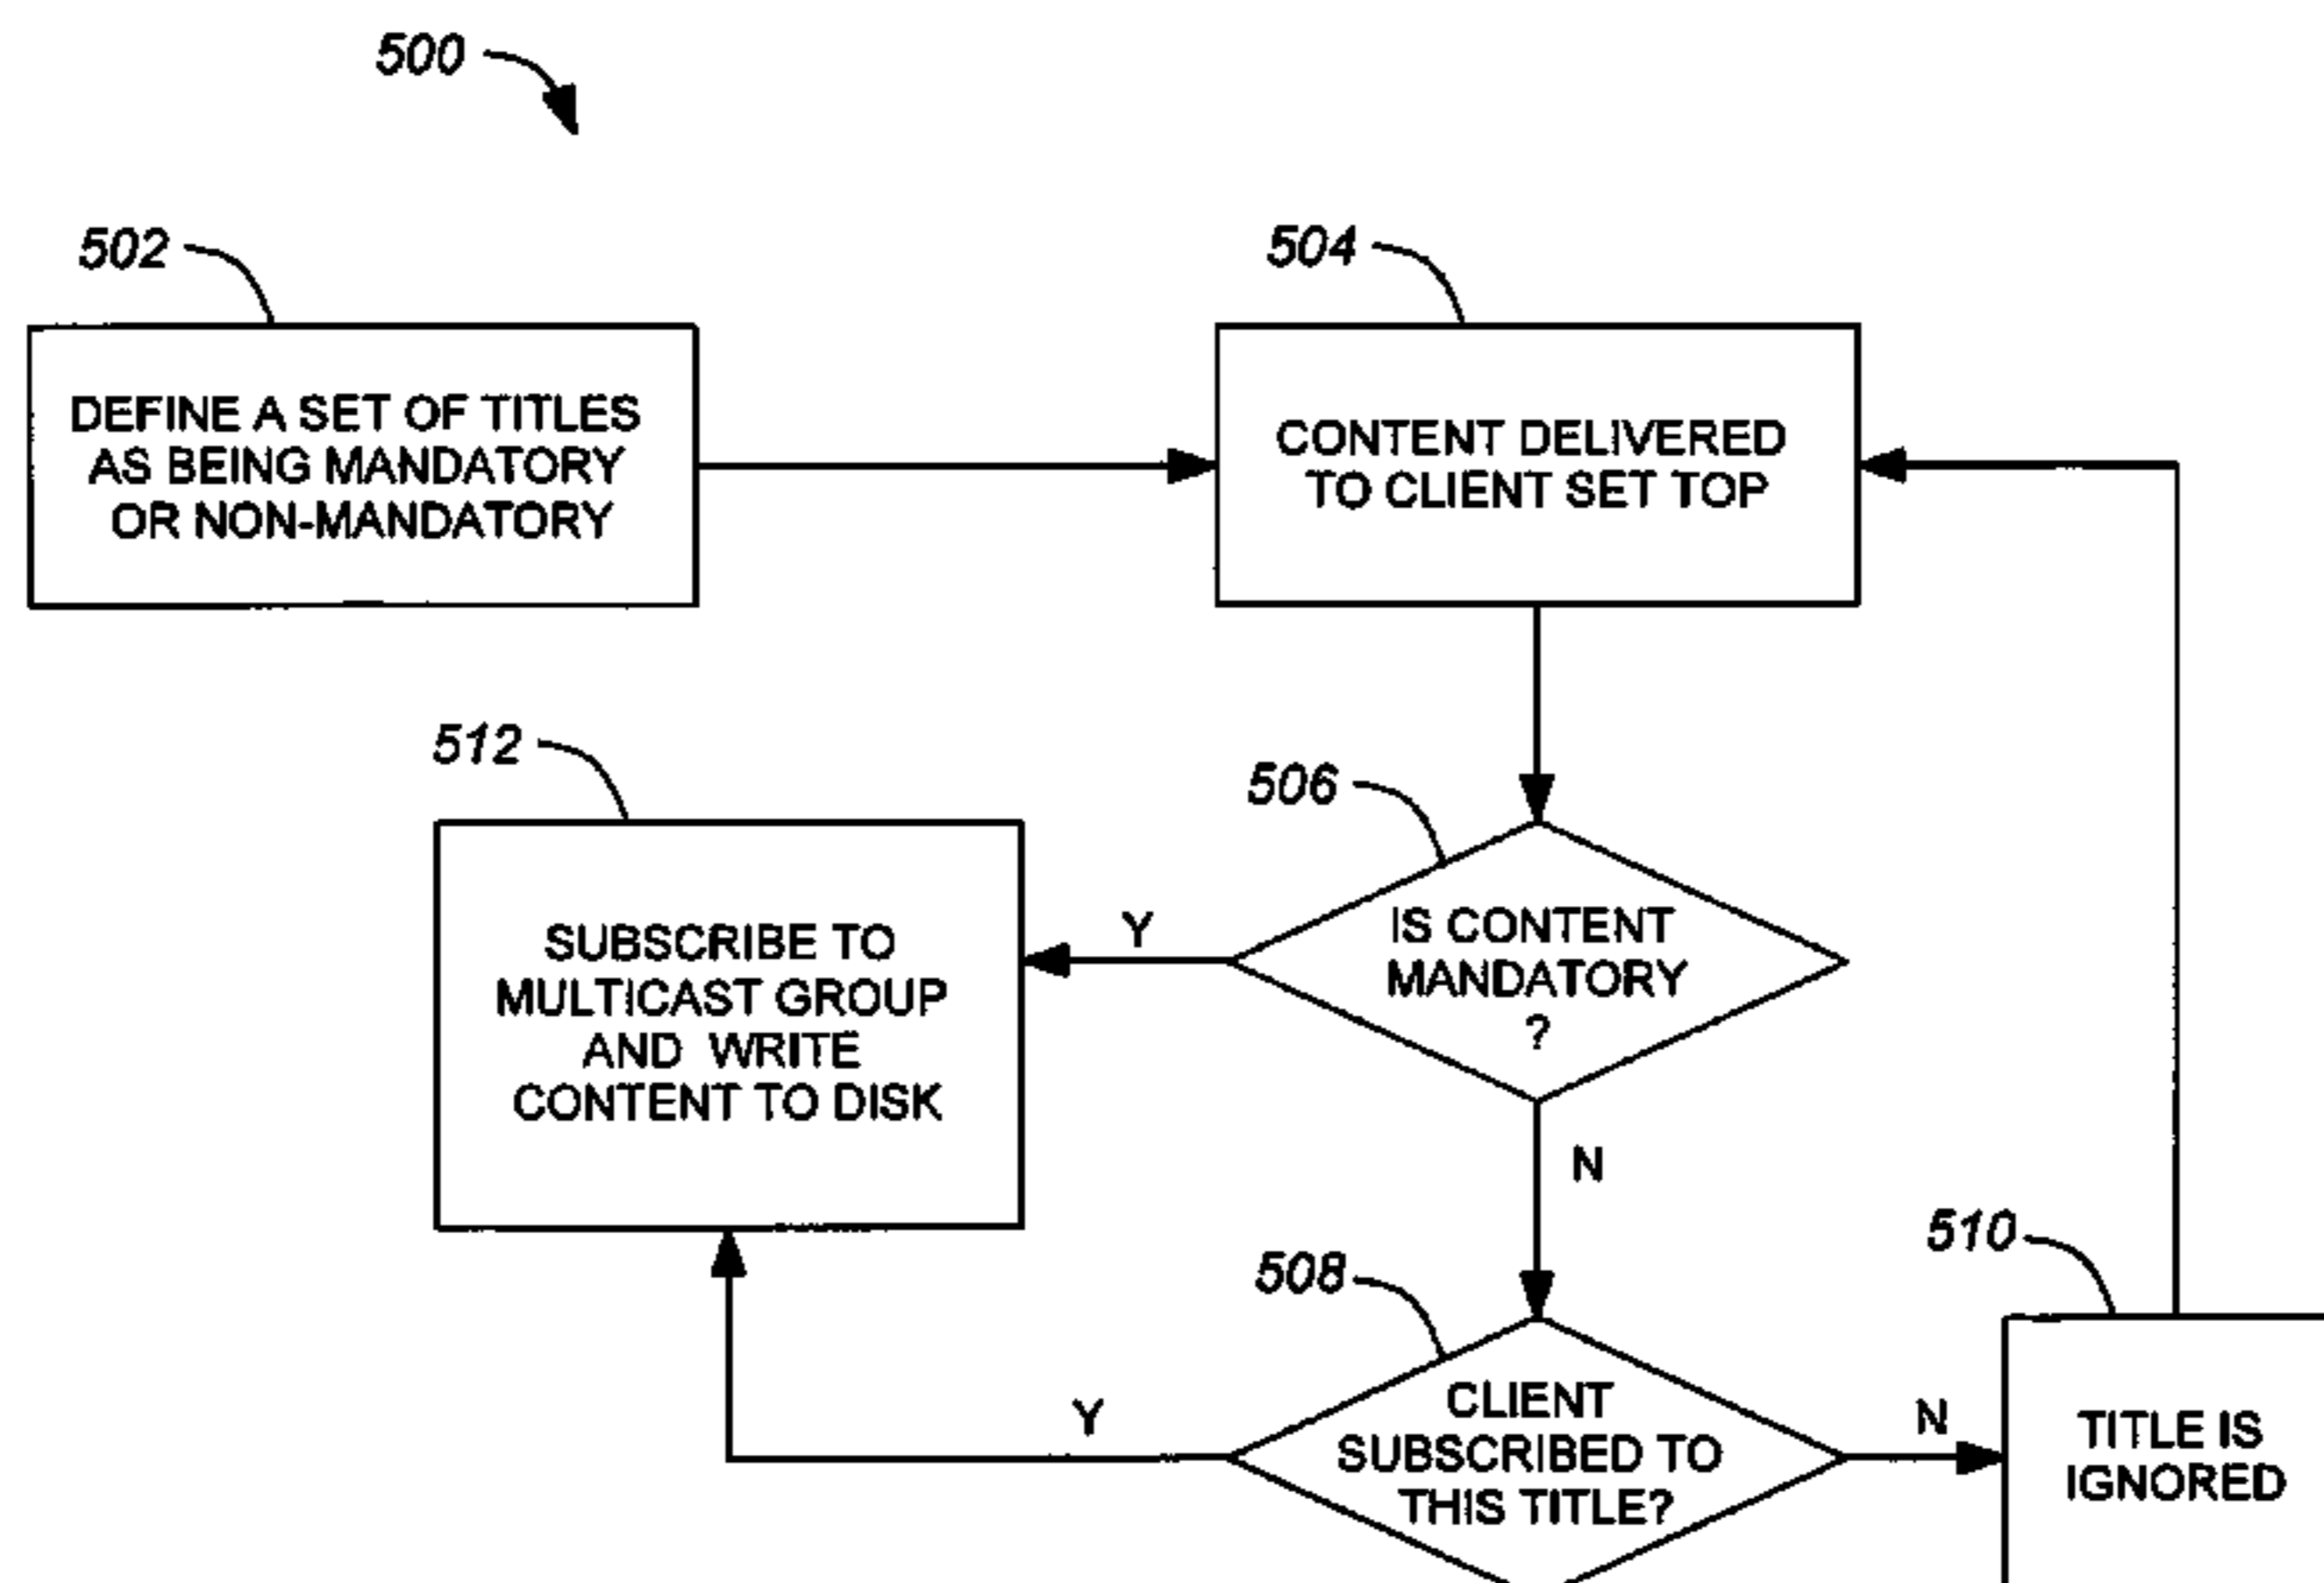 500
502
DEFINE A SET OF TITLES
AS BEING MANDATORY
OR NON-MANDATORY
504
CONTENT DELIVERED
TO CLIENT SET TOP
512
SUBSCRIBE TO
MULTICAST GROUP
AND WRITE
CONTENT TO DISK
Y
506
IS CONTENT
MANDATORY
?
N
508
CLIENT
SUBSCRIBED TO
THIS TITLE?
Y
N
510
TITLE IS
IGNORED